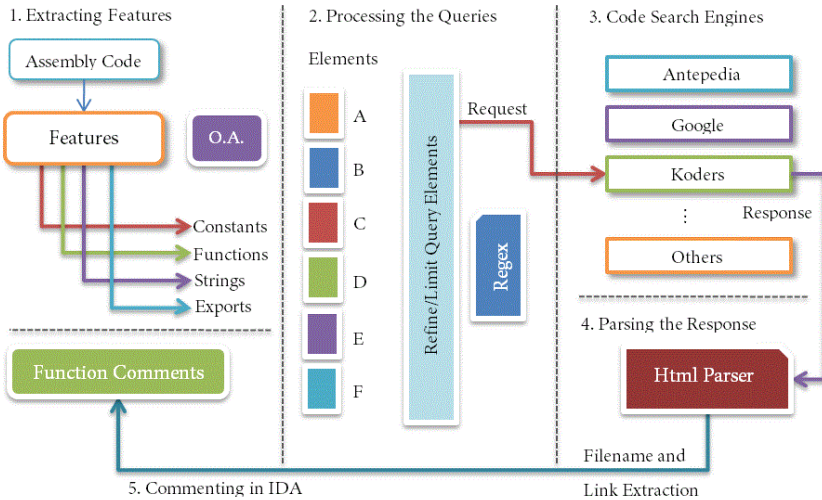 1. Extracting Features
Assembly Code
Features
O.A.
Constants
Functions
Strings
Exports
2. Processing the Queries
Elements
A
B
C
D
E
F
Refine/Limit Query Elements
Request
Regex
3. Code Search Engines
Antepedia
Google
Koders
⋮
Response
Others
4. Parsing the Response
Html Parser
Filename and
Link Extraction
Function Comments
5. Commenting in IDA